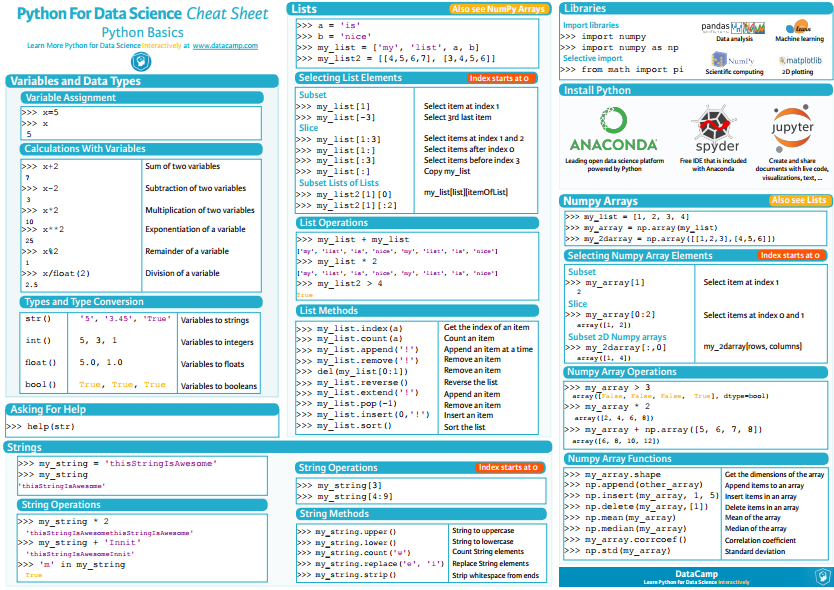 Python For Data Science Cheat Sheet
Python Basics
Learn More Python for Data Science Interactively at www.datacamp.com
Variables and Data Types
Variable Assignment
>>> x=5
>>> x
5
Calculations With Variables
>>> x+2 Sum of two variables
7
>>> x-2 Subtraction of two variables
3
>>> x*2 Multiplication of two variables
10
>>> x**2 Exponentiation of a variable
25
>>> x%2 Remainder of a variable
1
>>> x/float(2) Division of a variable
2.5
Types and Type Conversion
str() '5', '3.45', 'True' Variables to strings
int() 5, 3, 1 Variables to integers
float() 5.0, 1.0 Variables to floats
bool() True, True, True Variables to booleans
Asking For Help
>>> help(str)
Strings
>>> my_string = 'thisStringIsAwesome'
>>> my_string
'thisStringIsAwesome'
String Operations
>>> my_string * 2
'thisStringIsAwesomethisStringIsAwesome'
>>> my_string + 'Innit'
'thisStringIsAwesomeInnit'
>>> 'm' in my_string
True
Lists Also see NumPy Arrays
>>> a = 'is'
>>> b = 'nice'
>>> my_list = ['my', 'list', a, b]
>>> my_list2 = [[4,5,6,7], [3,4,5,6]]
Selecting List Elements Index starts at 0
Subset
>>> my_list[1] Select item at index 1
>>> my_list[-3] Select 3rd last item
Slice
>>> my_list[1:3] Select items at index 1 and 2
>>> my_list[1:] Select items after index 0
>>> my_list[:3] Select items before index 3
>>> my_list[:] Copy my_list
Subset Lists of Lists
>>> my_list2[1][0] my_list[list][itemOfList]
>>> my_list2[1][:2]
List Operations
>>> my_list + my_list
['my', 'list', 'is', 'nice', 'my', 'list', 'is', 'nice']
>>> my_list * 2
['my', 'list', 'is', 'nice', 'my', 'list', 'is', 'nice']
>>> my_list2 > 4
True
List Methods
>>> my_list.index(a) Get the index of an item
>>> my_list.count(a) Count an item
>>> my_list.append('!') Append an item at a time
>>> my_list.remove('!') Remove an item
>>> del(my_list[0:1]) Remove an item
>>> my_list.reverse() Reverse the list
>>> my_list.extend('!') Append an item
>>> my_list.pop(-1) Remove an item
>>> my_list.insert(0,'!') Insert an item
>>> my_list.sort() Sort the list
String Operations Index starts at 0
>>> my_string[3]
>>> my_string[4:9]
String Methods
>>> my_string.upper() String to uppercase
>>> my_string.lower() String to lowercase
>>> my_string.count('w') Count String elements
>>> my_string.replace('e', 'i') Replace String elements
>>> my_string.strip() Strip whitespace from ends
Libraries
Import libraries
>>> import numpy
>>> import numpy as np
Selective import
>>> from math import pi
pandas
Data analysis
learn
Machine learning
NumPy
Scientific computing
matplotlib
2D plotting
Install Python
ANACONDA
Leading open data science platform
powered by Python
spyder
Free IDE that is included
with Anaconda
jupyter
Create and share
documents with live code,
visualizations, text, ...
Numpy Arrays Also see Lists
>>> my_list = [1, 2, 3, 4]
>>> my_array = np.array(my_list)
>>> my_2darray = np.array([[1,2,3],[4,5,6]])
Selecting Numpy Array Elements Index starts at 0
Subset
>>> my_array[1] Select item at index 1
2
Slice
>>> my_array[0:2] Select items at index 0 and 1
array([1, 2])
Subset 2D Numpy arrays
>>> my_2darray[:,0] my_2darray[rows, columns]
array([1, 4])
Numpy Array Operations
>>> my_array > 3
array([False, False, False, True], dtype=bool)
>>> my_array * 2
array([2, 4, 6, 8])
>>> my_array + np.array([5, 6, 7, 8])
array([6, 8, 10, 12])
Numpy Array Functions
>>> my_array.shape Get the dimensions of the array
>>> np.append(other_array) Append items to an array
>>> np.insert(my_array, 1, 5) Insert items in an array
>>> np.delete(my_array,[1]) Delete items in an array
>>> np.mean(my_array) Mean of the array
>>> np.median(my_array) Median of the array
>>> my_array.corrcoef() Correlation coefficient
>>> np.std(my_array) Standard deviation
DataCamp
Learn Python for Data Science Interactively